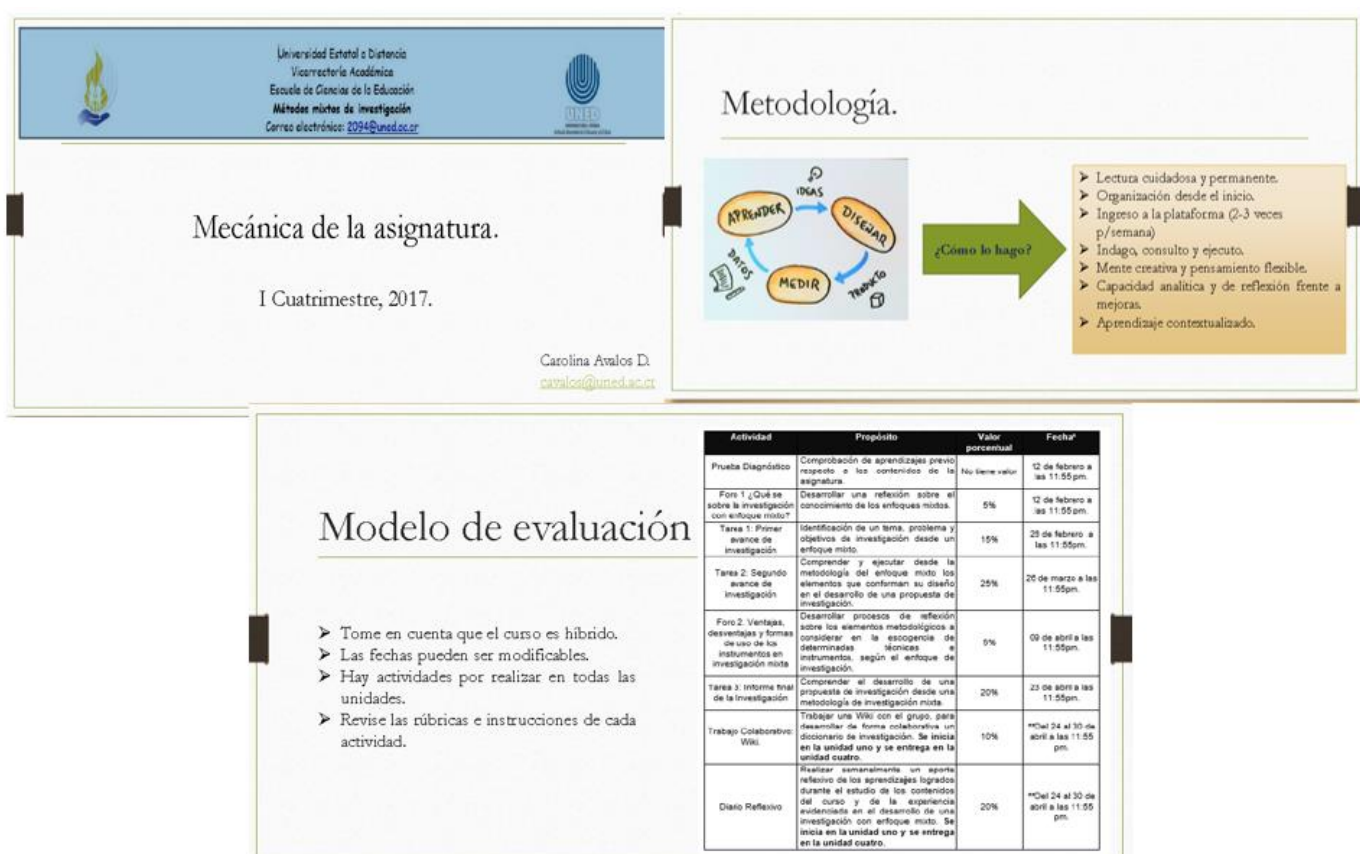 Universidad Estatal a Distancia
Vicerrectoría Académica
Escuela de Ciencias de la Educación
Métodos mixtos de investigación
Correo electrónico: 2094@uned.ac.cr
UNED
Mecánica de la asignatura.
I Cuatrimestre, 2017.
Carolina Avalos D.
cavalos@uned.ac.cr
Metodología.
IDEAS
APRENDER
DISEÑAR
DATOS
MEDIR
PRODUCTO
¿Cómo lo hago?
➤ Lectura cuidadosa y permanente.
➤ Organización desde el inicio.
➤ Ingreso a la plataforma (2-3 veces
p/semana)
➤ Indago, consulto y ejecuto.
➤ Mente creativa y pensamiento flexible.
➤ Capacidad analítica y de reflexión frente a
mejoras.
➤ Aprendizaje contextualizado.
Modelo de evaluación
➤ Tome en cuenta que el curso es híbrido.
➤ Las fechas pueden ser modificables.
➤ Hay actividades por realizar en todas las
unidades.
➤ Revise las rúbricas e instrucciones de cada
actividad.
Actividad
Propósito
Valor
porcentual
Fecha*
Prueba Diagnóstico
Comprobación de aprendizajes previo
respecto a los contenidos de la
asignatura.
No tiene valor
12 de febrero a
las 11:55 pm.
Foro 1 ¿Qué se
sobre la investigación
con enfoque mixto?
Desarrollar una reflexión sobre el
conocimiento de los enfoques mixtos.
5%
12 de febrero a
las 11:55 pm.
Tarea 1: Primer
avance de
investigación
Identificación de un tema, problema y
objetivos de investigación desde un
enfoque mixto.
15%
de febrero a
las 11:55pm.
Tarea 2: Segundo
avance de
investigación
Comprender y ejecutar desde la
metodología del enfoque mixto los
elementos que conforman su diseño
en el desarrollo de una propuesta de
investigación.
25%
26 de marzo a las
11:55pm.
Foro 2. Ventajas,
desventajas y formas
de uso de los
instrumentos en
investigación mixta
Desarrollar procesos de reflexión
sobre los elementos metodológicos a
considerar en la escogencia de
determinadas técnicas e
instrumentos, según el enfoque de
investigación.
5%
09 de abril a las
11:55pm.
Tarea 3: Informe final
de la Investigación
Comprender el desarrollo de una
propuesta de investigación desde una
metodología de investigación mixta.
20%
23 de abril a las
11:55pm.
Trabajo Colaborativo:
Wiki.
Trabajar una Wiki con el grupo, para
desarrollar de forma colaborativa un
diccionario de investigación. Se inicia
en la unidad uno y se entrega en la
unidad cuatro.
10%
**Del 24 al 30 de
abril a las 11:55
pm.
Diario Reflexivo
Realizar semanalmente un aporte
reflexivo de los aprendizajes logrados
durante el estudio de los contenidos
del curso y de la experiencia
evidenciada en el desarrollo de una
investigación con enfoque mixto. Se
inicia en la unidad uno y se entrega
en la unidad cuatro.
20%
**Del 24 al 30 de
abril a las 11:55
pm.